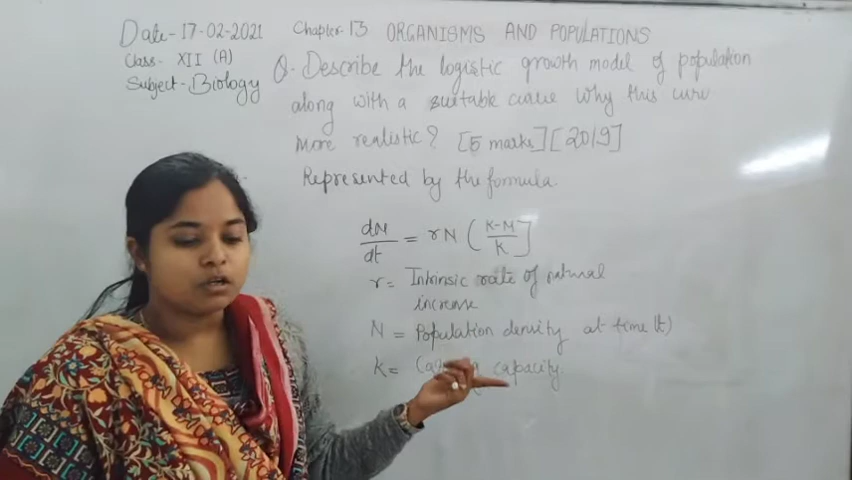 Date- 17-02-2021
Class- XII (A)
Subject- Biology
Chapter- 13 ORGANISMS AND POPULATIONS
Q. Describe the logistic growth model of population
along with a suitable curve why this curv
more realistic? [5 marks] [2019]
Represented by the formula.
dN/dt = rN (K-N/K]
r= Intrinsic rate of natural
increase
N = Population density at time (t)
K= capacity.